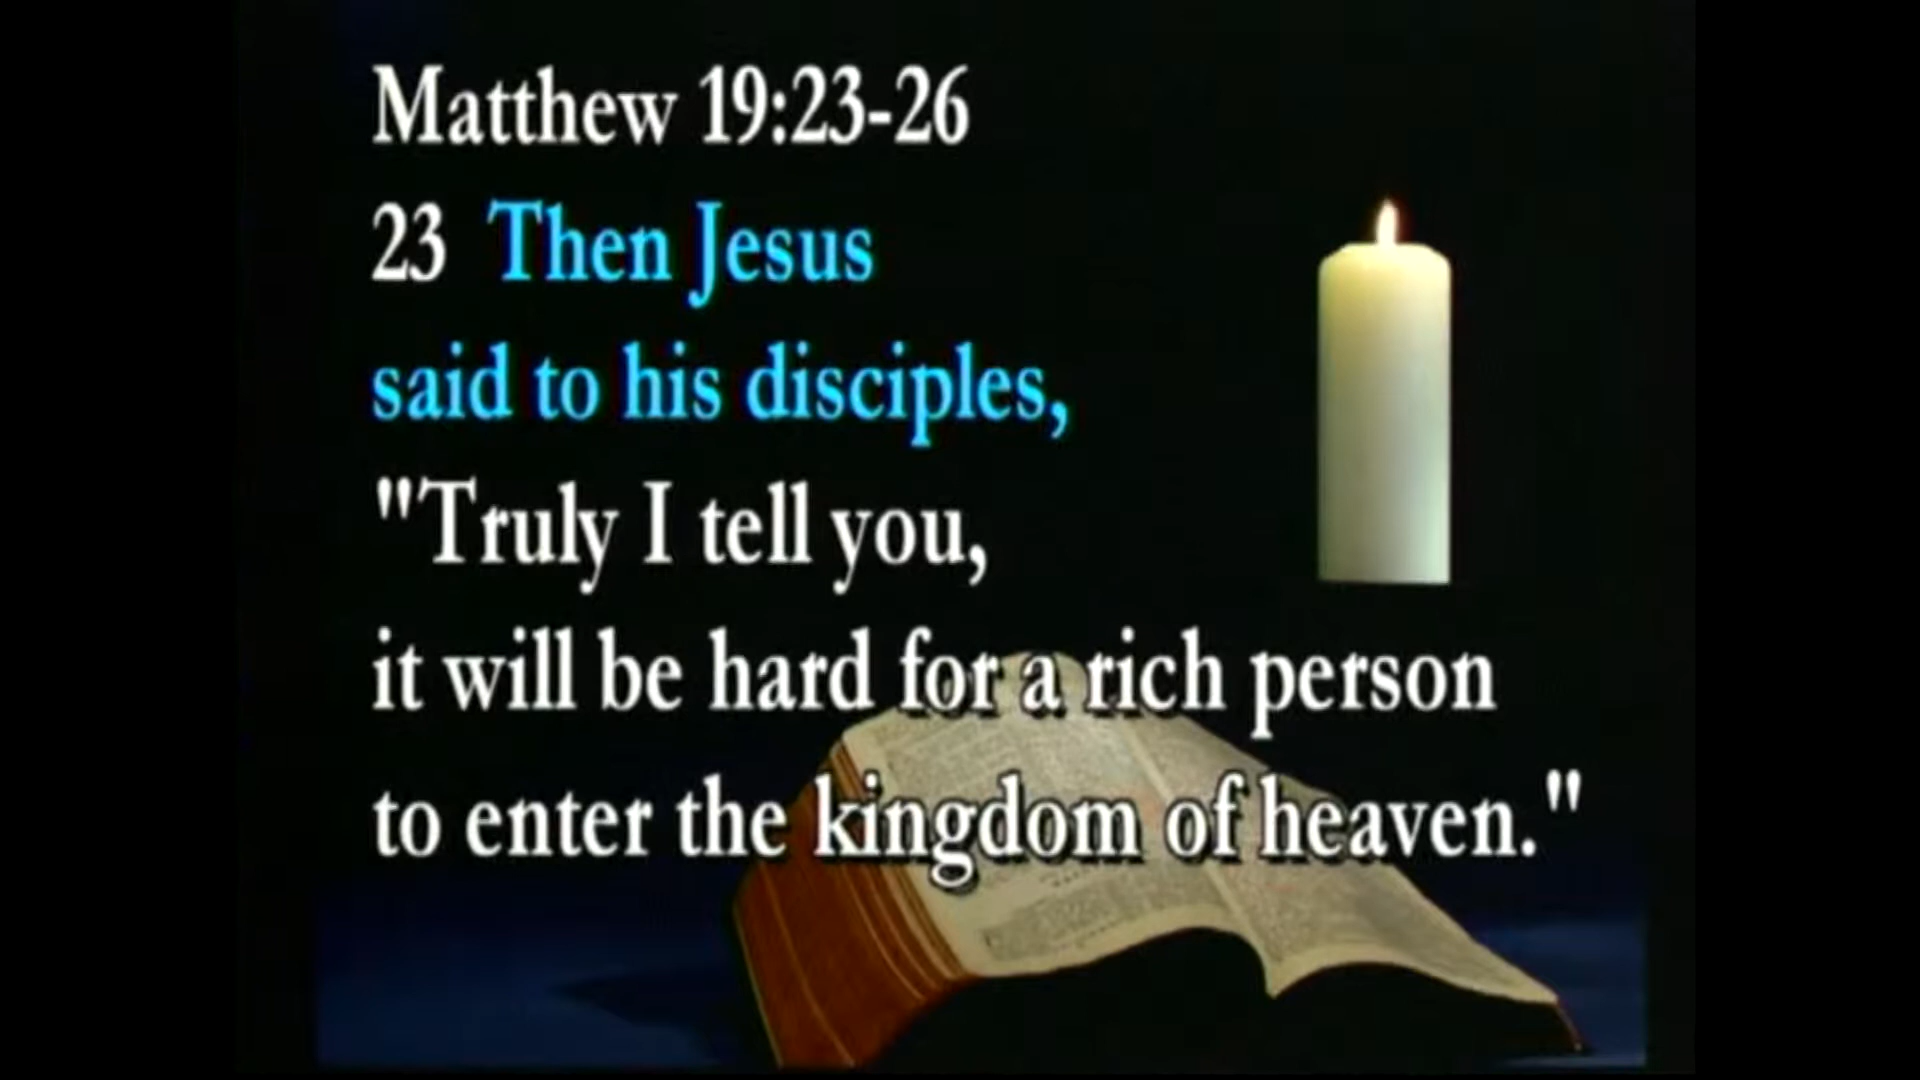 Matthew 19:23-26
23 Then Jesus
said to his disciples,
"Truly I tell you,
it will be hard for a rich person
to enter the kingdom of heaven."